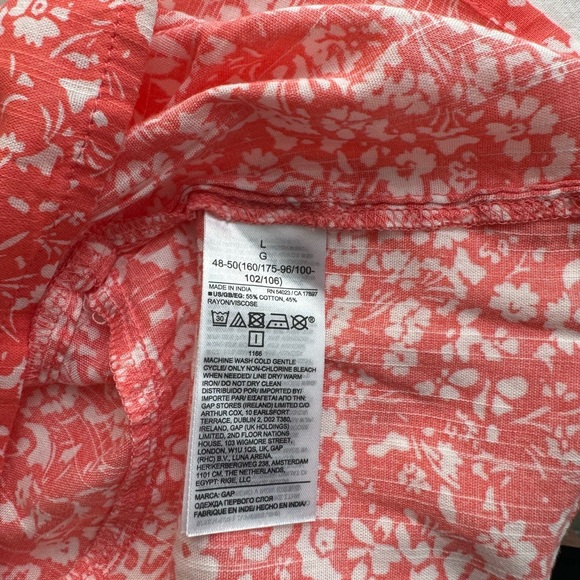 L
G
48-50(160/175-96/100-
102/106)
MADE IN INDIA RN 54023 / CA 17897
■ US/GB/EG: 55% COTTON, 45%
RAYON/VISCOSE
30
I
1166
MACHINE WASH COLD GENTLE
CYCLE/ ONLY NON-CHLORINE BLEACH
WHEN NEEDED/ LINE DRY/ WARM
IRON/ DO NOT DRY CLEAN
DISTRIBUIDO POR/ IMPORTED BY/
IMPORTE PAR/ ΕΙΣΑΓΕΤΑΙ ΑΠΟ ΤΗΝ:
GAP STORES (IRELAND) LIMITED C/O
ARTHUR COX, 10 EARLSFORT
TERRACE, DUBLIN 2, D02 T380,
IRELAND, GAP (UK HOLDINGS)
LIMITED, 2ND FLOOR NATIONS
HOUSE, 103 WIGMORE STREET,
LONDON, W1U 1QS, UK, GAP
(RHC) B.V., LUNA ARENA,
HERIKERBERGWEG 238, AMSTERDAM
1101 CM, THE NETHERLANDS,
EGYPT: RIGE, LLC
MARCA: GAP
ОДЕЖДА ПЕРВОГО СЛОЯ
FABRIQUE EN INDE/ HECHO EN INDIA/